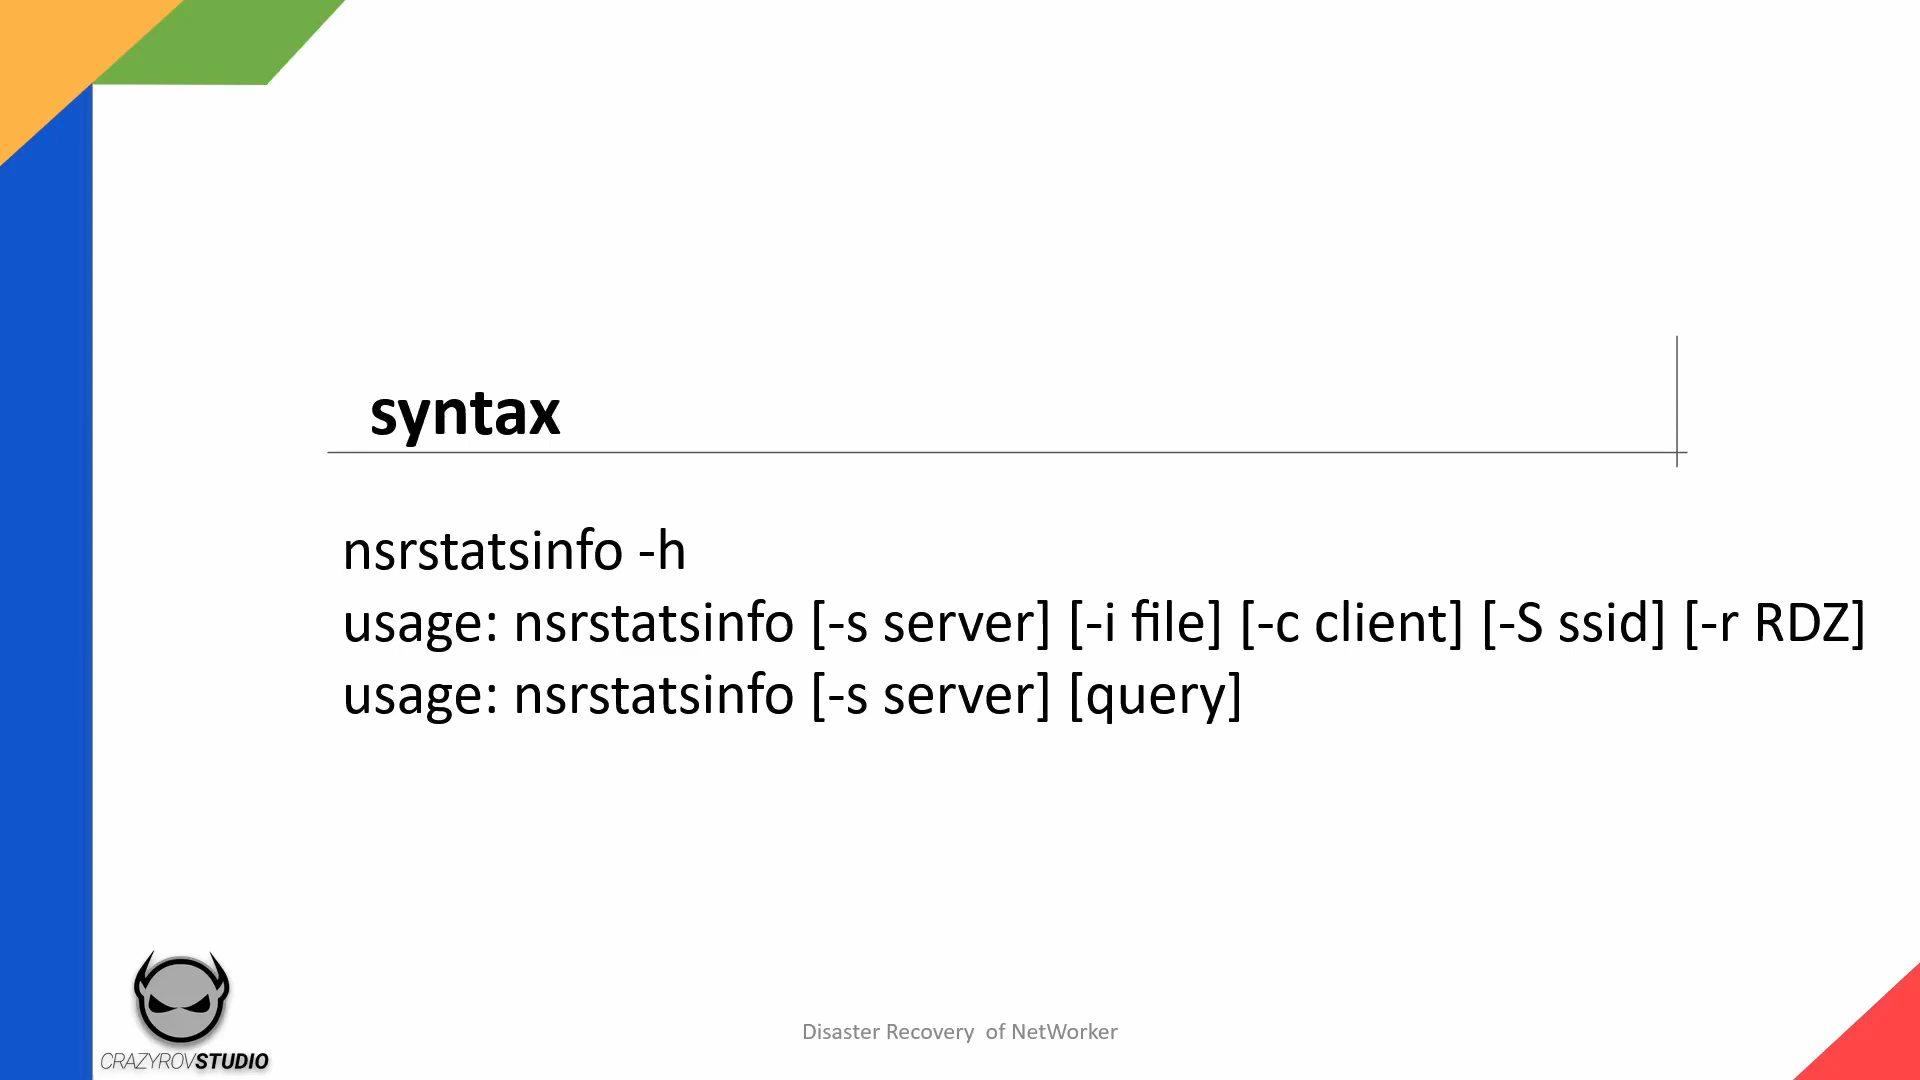 syntax
nsrstatsinfo -h
usage: nsrstatsinfo [-s server] [-i file] [-c client] [-S ssid] [-r RDZ]
usage: nsrstatsinfo [-s server] [query]
Disaster Recovery of NetWorker
CRAZYROVSTUDIO